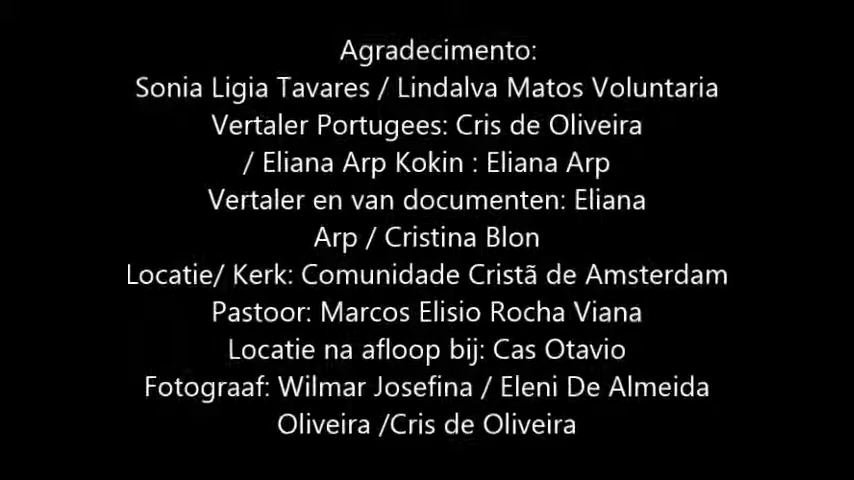 Agradecimento:
Sonia Ligia Tavares / Lindalva Matos Voluntaria
Vertaler Portugees: Cris de Oliveira
/ Eliana Arp Kokin : Eliana Arp
Vertaler en van documenten: Eliana
Arp / Cristina Blon
Locatie/ Kerk: Comunidade Cristã de Amsterdam
Pastoor: Marcos Elisio Rocha Viana
Locatie na afloop bij: Cas Otavio
Fotograaf: Wilmar Josefina / Eleni De Almeida
Oliveira /Cris de Oliveira